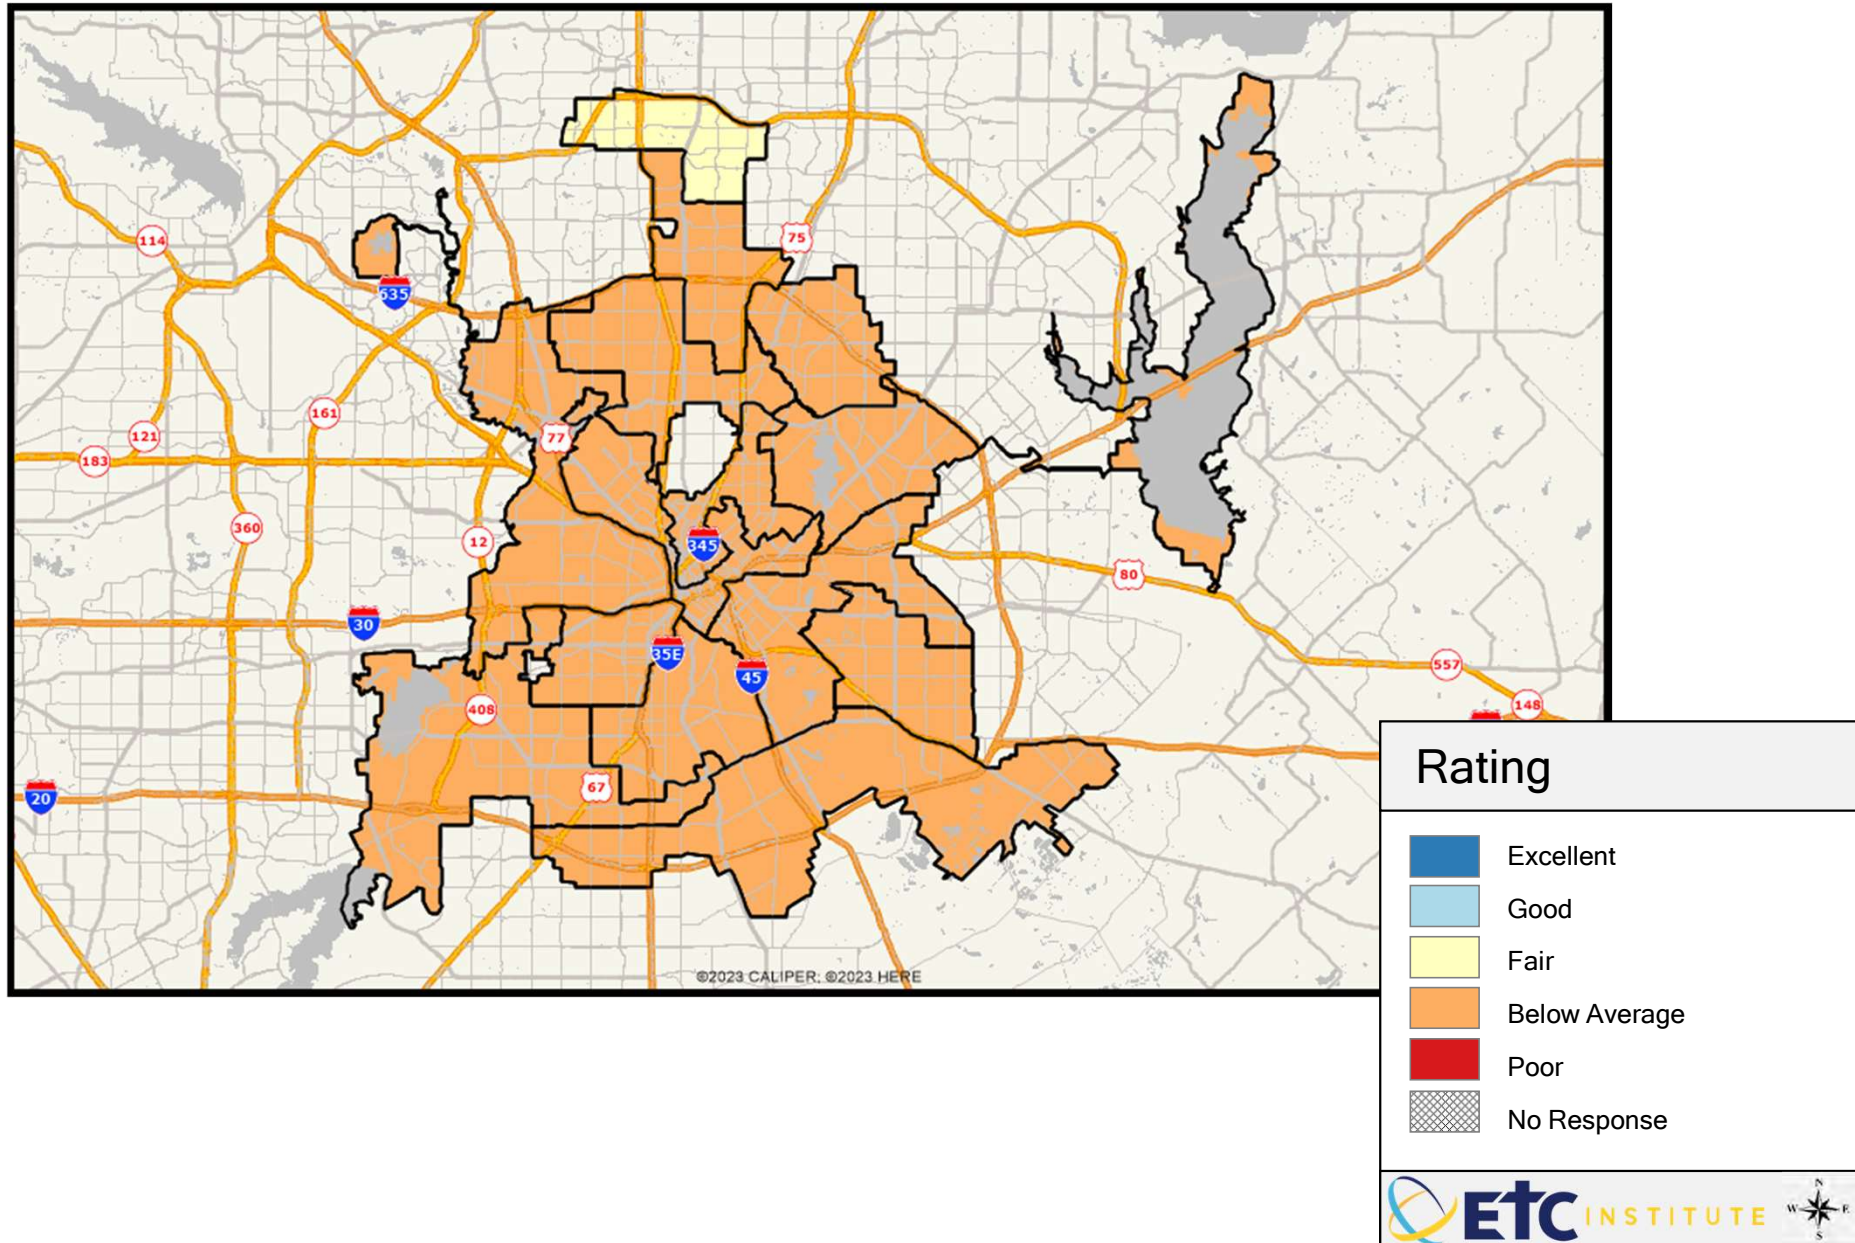 75
114
635
161
121
77
183
360
12
345
80
30
35E
45
557
408
148
67
20
©2023 CALIPER; ©2023 HERE
Rating
Excellent
Good
Fair
Below Average
Poor
No Response
ETC INSTITUTE
N
W E
S